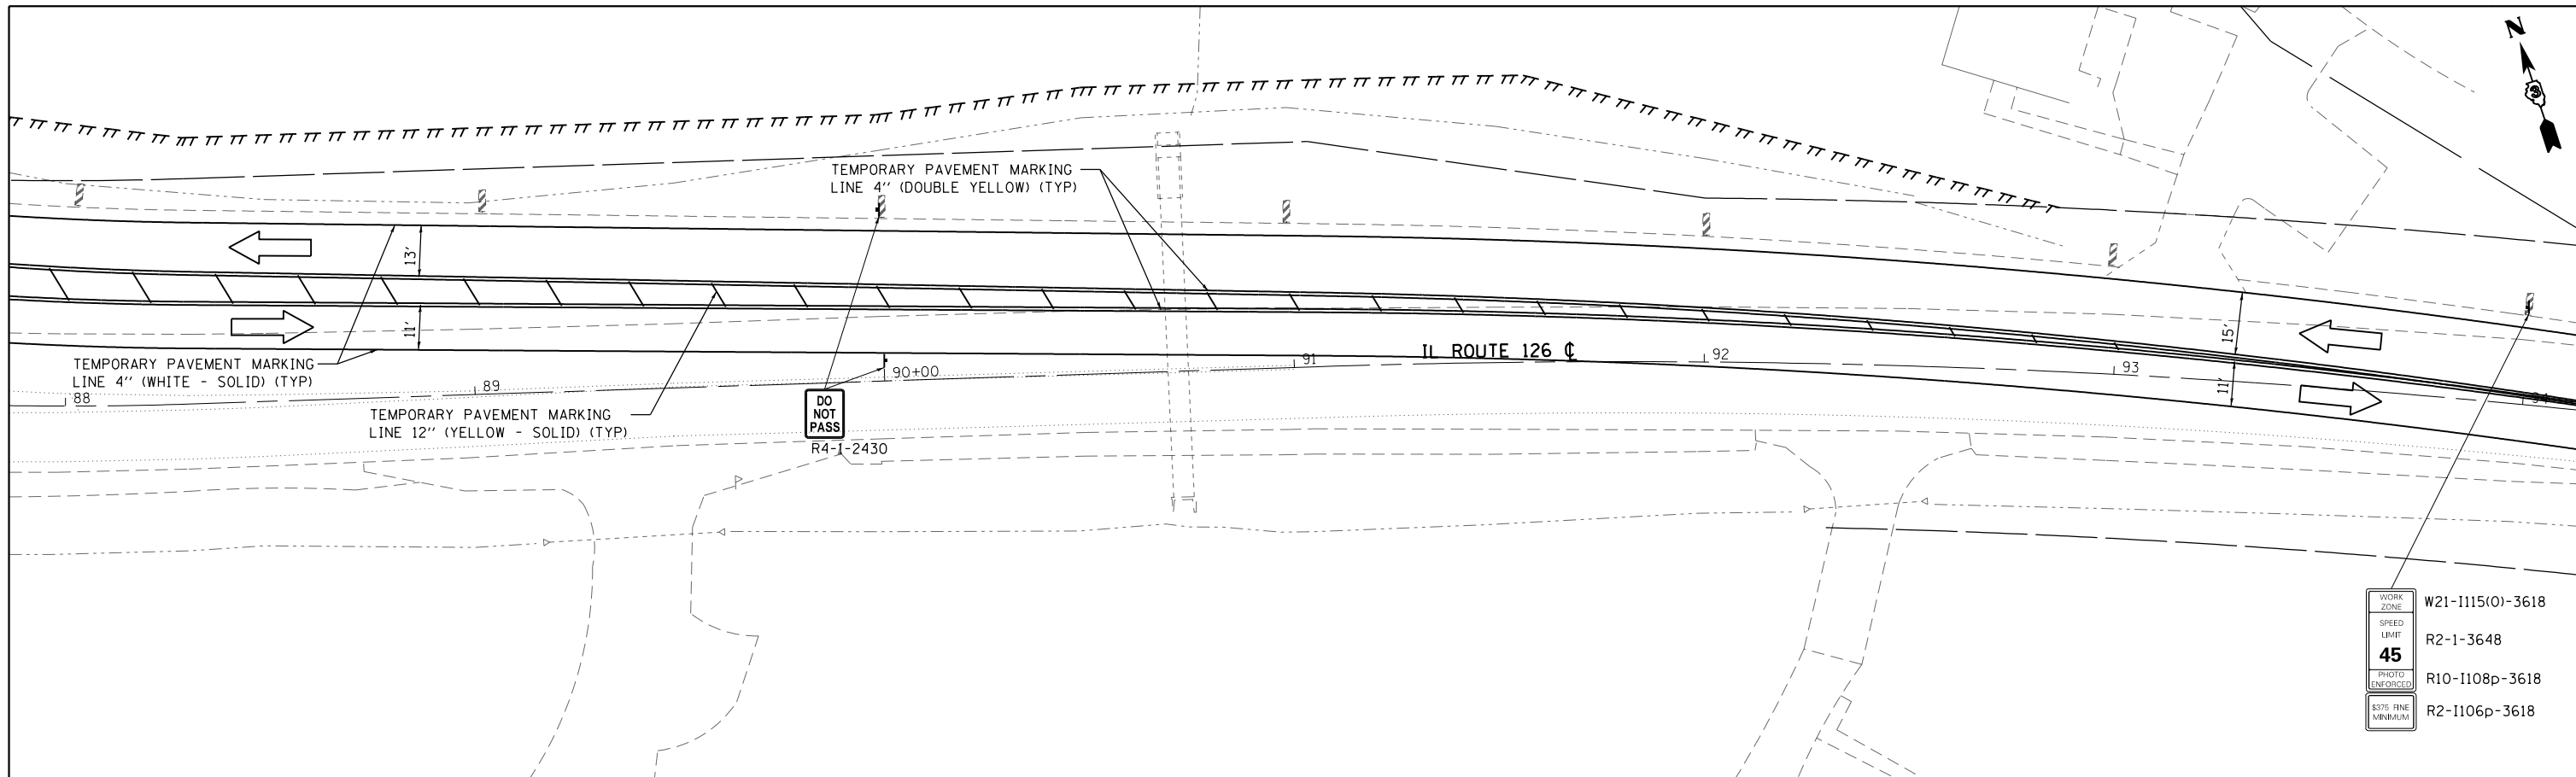 N
3
TEMPORARY PAVEMENT MARKING
LINE 4'' (DOUBLE YELLOW) (TYP)
13'
11'
15'
11'
TEMPORARY PAVEMENT MARKING
LINE 4'' (WHITE - SOLID) (TYP)
TEMPORARY PAVEMENT MARKING
LINE 12'' (YELLOW - SOLID) (TYP)
IL ROUTE 126 ℄
88
89
90+00
91
92
93
94
DO
NOT
PASS
R4-1-2430
WORK
ZONE
W21-I115(O)-3618
SPEED
LIMIT
45
R2-1-3648
PHOTO
ENFORCED
R10-I108p-3618
$375 FINE
MINIMUM
R2-I106p-3618